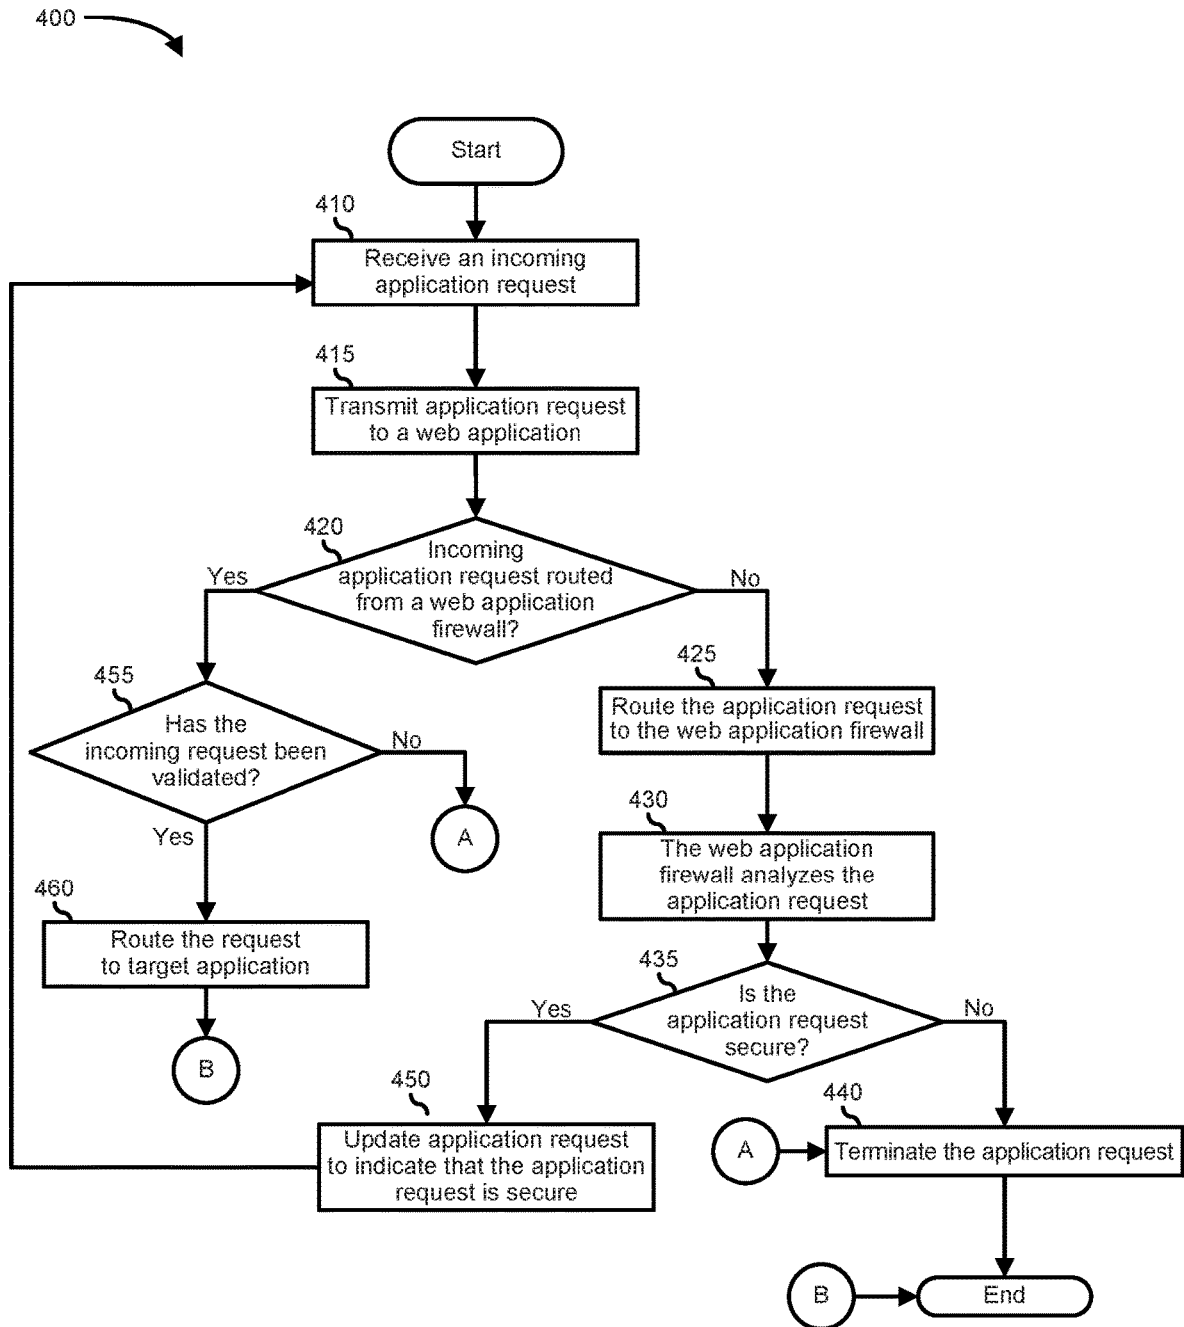 400
Start
410
Receive an incoming
application request
415
Transmit application request
to a web application
420
Incoming
application request routed
from a web application
firewall?
Yes
No
455
Has the
incoming request been
validated?
No
Yes
A
425
Route the application request
to the web application firewall
430
The web application
firewall analyzes the
application request
460
Route the request
to target application
B
435
Is the
application request
secure?
Yes
No
450
Update application request
to indicate that the application
request is secure
440
A
Terminate the application request
B
End